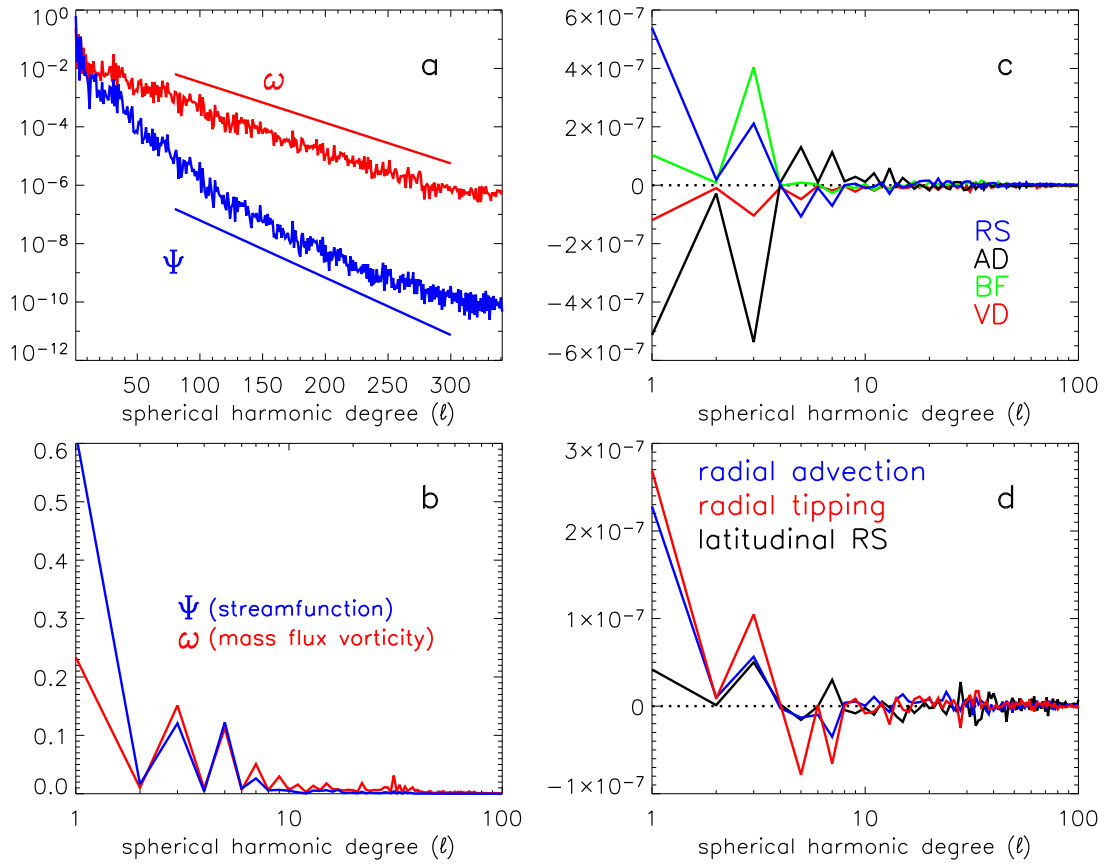 10⁰
10⁻²
10⁻⁴
10⁻⁶
10⁻⁸
10⁻¹⁰
10⁻¹²
a
ω
Ψ
50 100 150 200 250 300
spherical harmonic degree (ℓ)
6×10⁻⁷
4×10⁻⁷
2×10⁻⁷
0
−2×10⁻⁷
−4×10⁻⁷
−6×10⁻⁷
c
RS
AD
BF
VD
1 10 100
spherical harmonic degree (ℓ)
0.6
0.5
0.4
0.3
0.2
0.1
0.0
b
Ψ (streamfunction)
ω (mass flux vorticity)
1 10 100
spherical harmonic degree (ℓ)
3×10⁻⁷
2×10⁻⁷
1×10⁻⁷
0
−1×10⁻⁷
radial advection
radial tipping
latitudinal RS
d
1 10 100
spherical harmonic degree (ℓ)